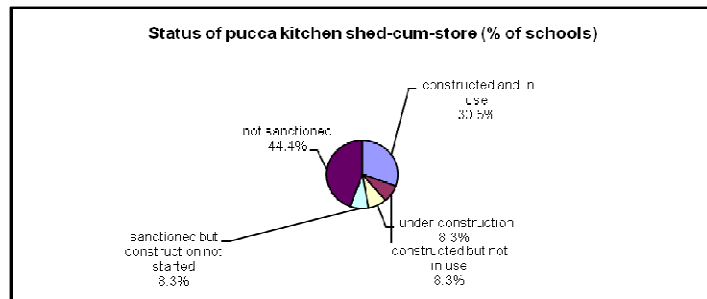 Status of pucca kitchen shed-cum-store (% of schools)
constructed and in
use
30.5%
not sanctioned
44.4%
under construction
8.3%
constructed but not
in use
8.3%
sanctioned but
construction not
started
8.3%